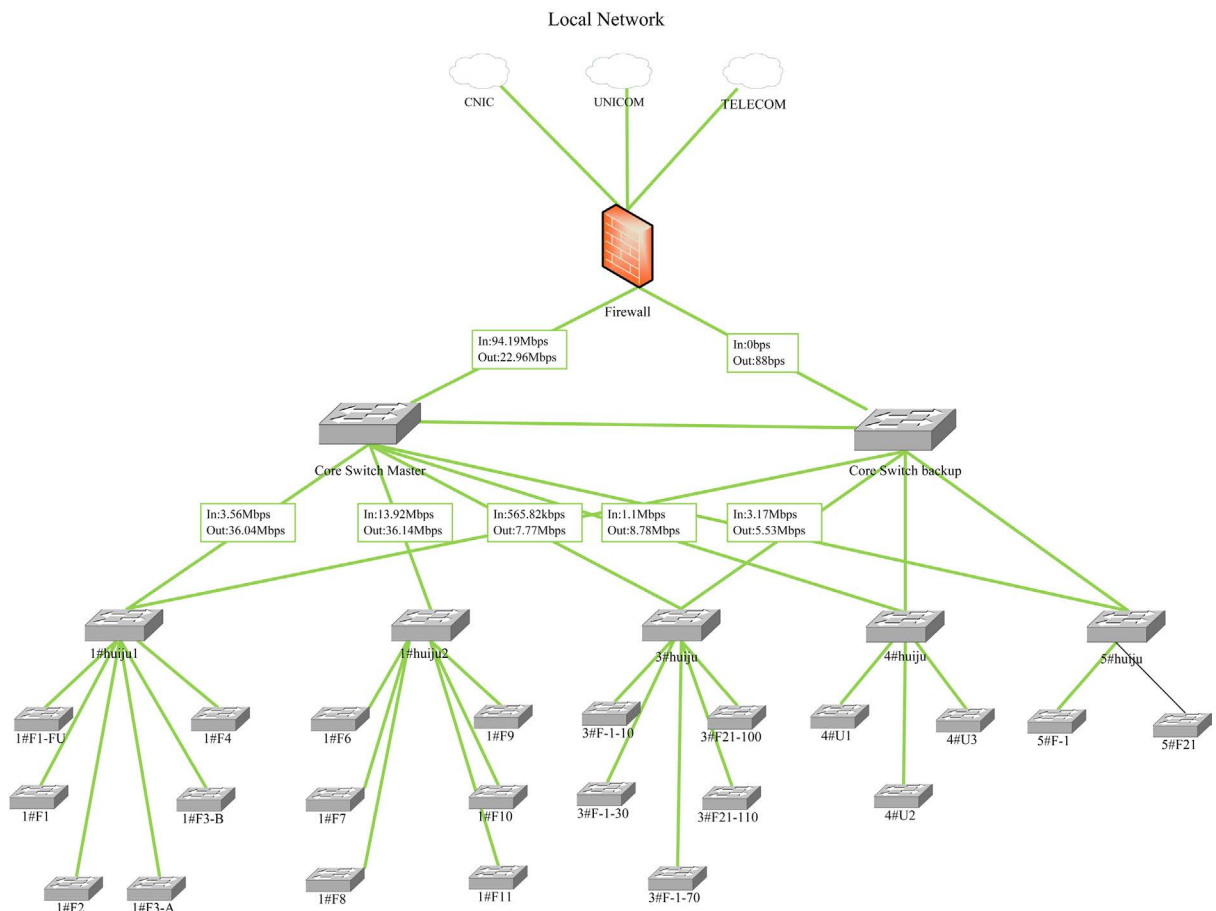 Local Network
CNIC
UNICOM
TELECOM
Firewall
In:94.19Mbps
Out:22.96Mbps
In:0bps
Out:88bps
Core Switch Master
Core Switch backup
In:3.56Mbps
Out:36.04Mbps
In:13.92Mbps
Out:36.14Mbps
In:565.82kbps
Out:7.77Mbps
In:1.1Mbps
Out:8.78Mbps
In:3.17Mbps
Out:5.53Mbps
1#huiju1
1#huiju2
3#huiju
4#huiju
5#huiju
1#F1-FU
1#F4
1#F6
1#F9
3#F-1-10
3#F21-100
4#U1
4#U3
5#F-1
5#F21
1#F1
1#F3-B
1#F7
1#F10
3#F-1-30
3#F21-110
4#U2
1#F2
1#F3-A
1#F8
1#F11
3#F-1-70